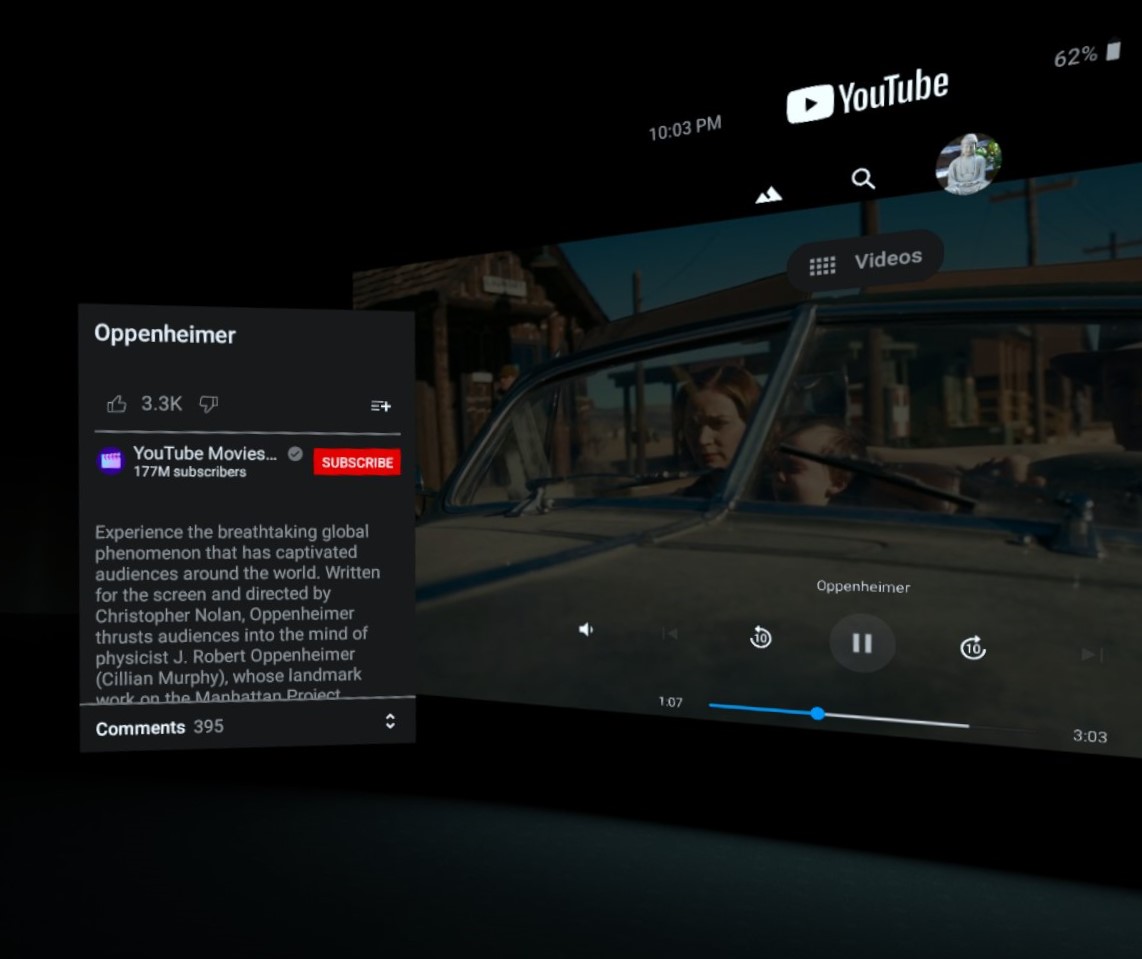 62%
YouTube
10:03 PM
Videos
Oppenheimer
3.3K
YouTube Movies...
177M subscribers
SUBSCRIBE
Experience the breathtaking global
phenomenon that has captivated
audiences around the world. Written
for the screen and directed by
Christopher Nolan, Oppenheimer
thrusts audiences into the mind of
physicist J. Robert Oppenheimer
(Cillian Murphy), whose landmark
work on the Manhattan Project
Comments 395
Oppenheimer
10
10
1:07
3:03